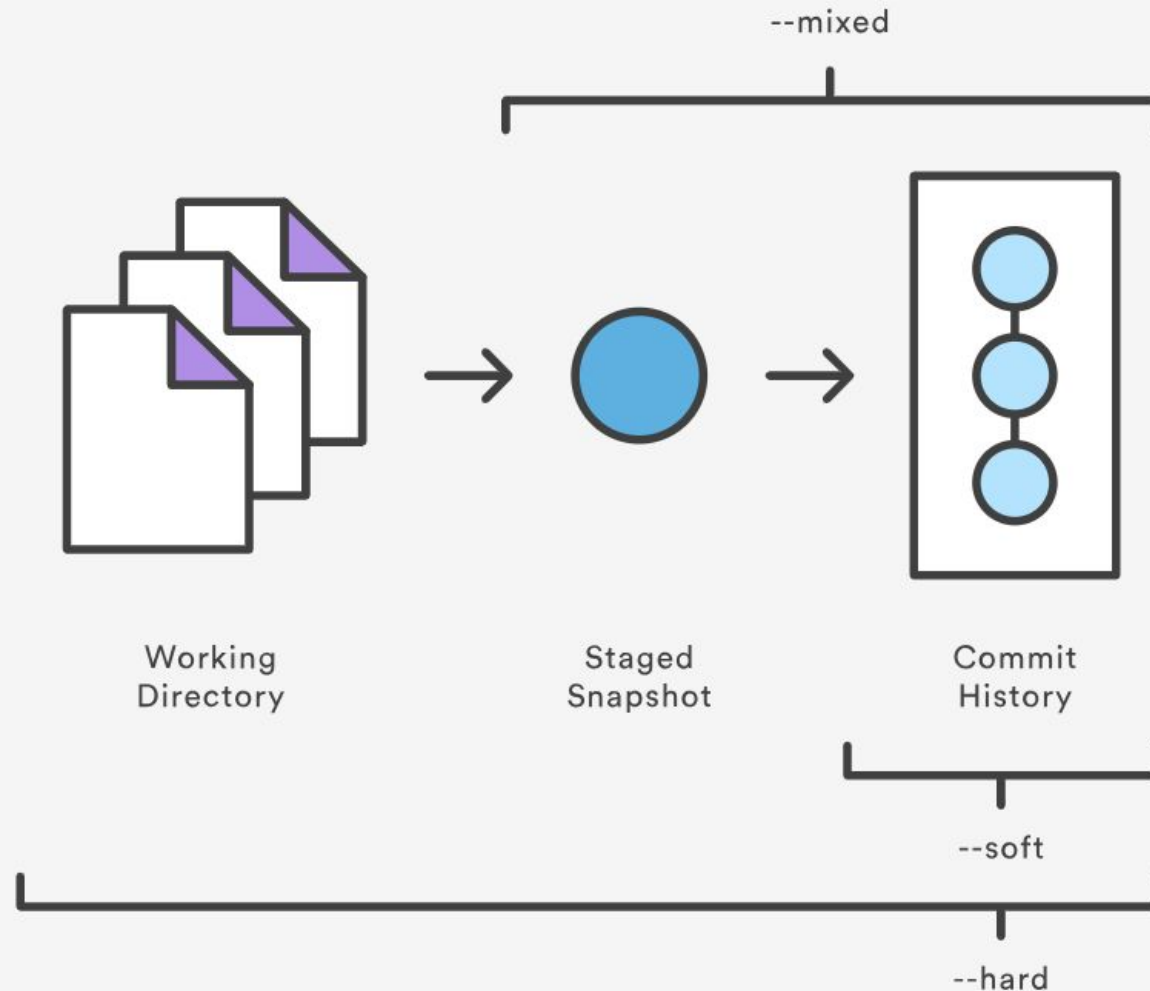 --mixed
Working
Directory
Staged
Snapshot
Commit
History
--soft
--hard